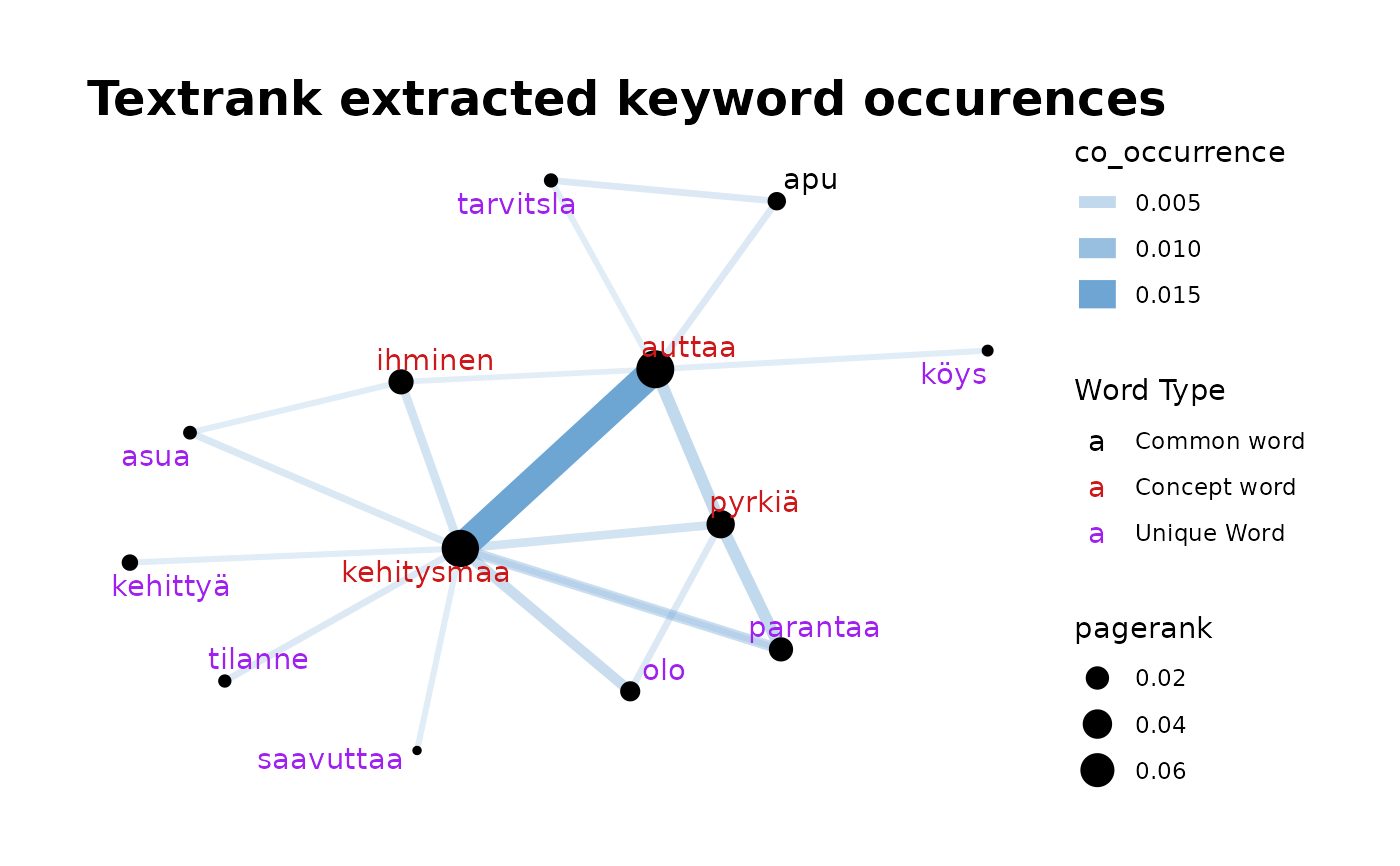 Textrank extracted keyword occurences
co_occurrence
0.005
0.010
0.015
Word Type
a Common word
a Concept word
a Unique Word
pagerank
0.02
0.04
0.06
apu
tarvitsla
auttaa
ihminen
köys
asua
pyrkiä
kehitysmaa
kehittyä
parantaa
tilanne
olo
saavuttaa